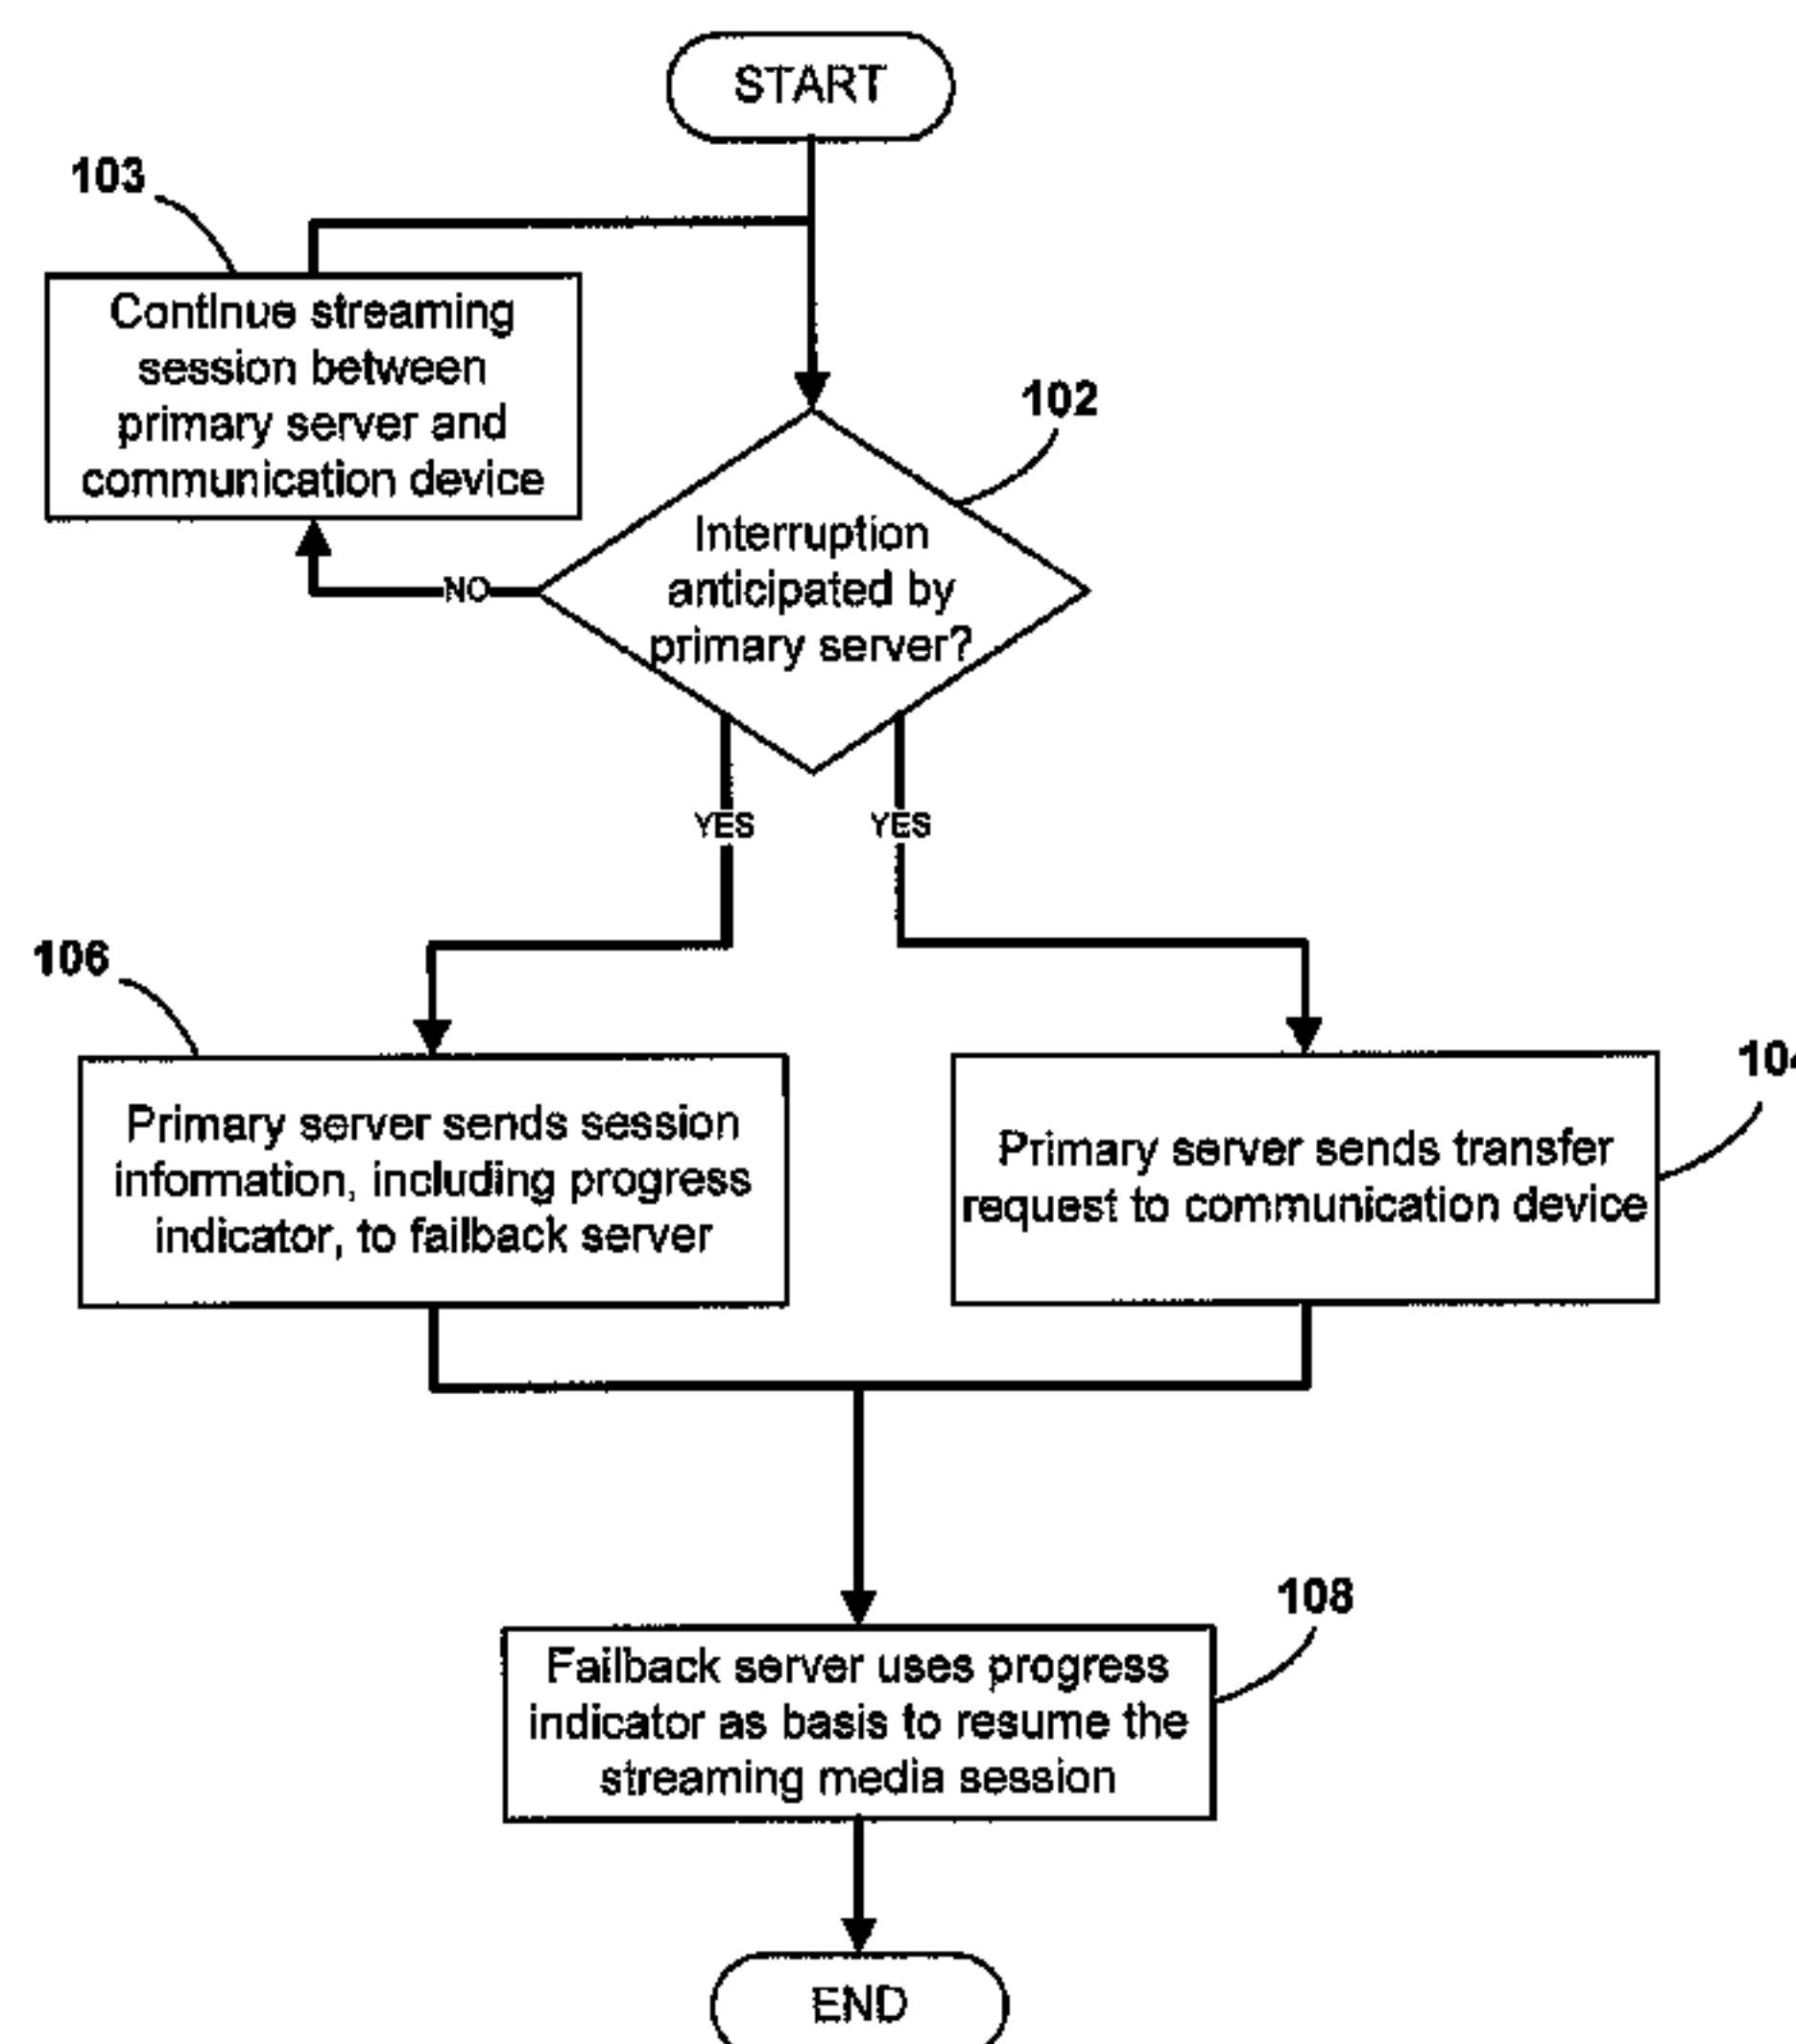 START
103
Continue streaming
session between
primary server and
communication device
102
Interruption
anticipated by
primary server?
NO
YES
YES
106
Primary server sends session
information, including progress
indicator, to failback server
104
Primary server sends transfer
request to communication device
108
Failback server uses progress
indicator as basis to resume the
streaming media session
END